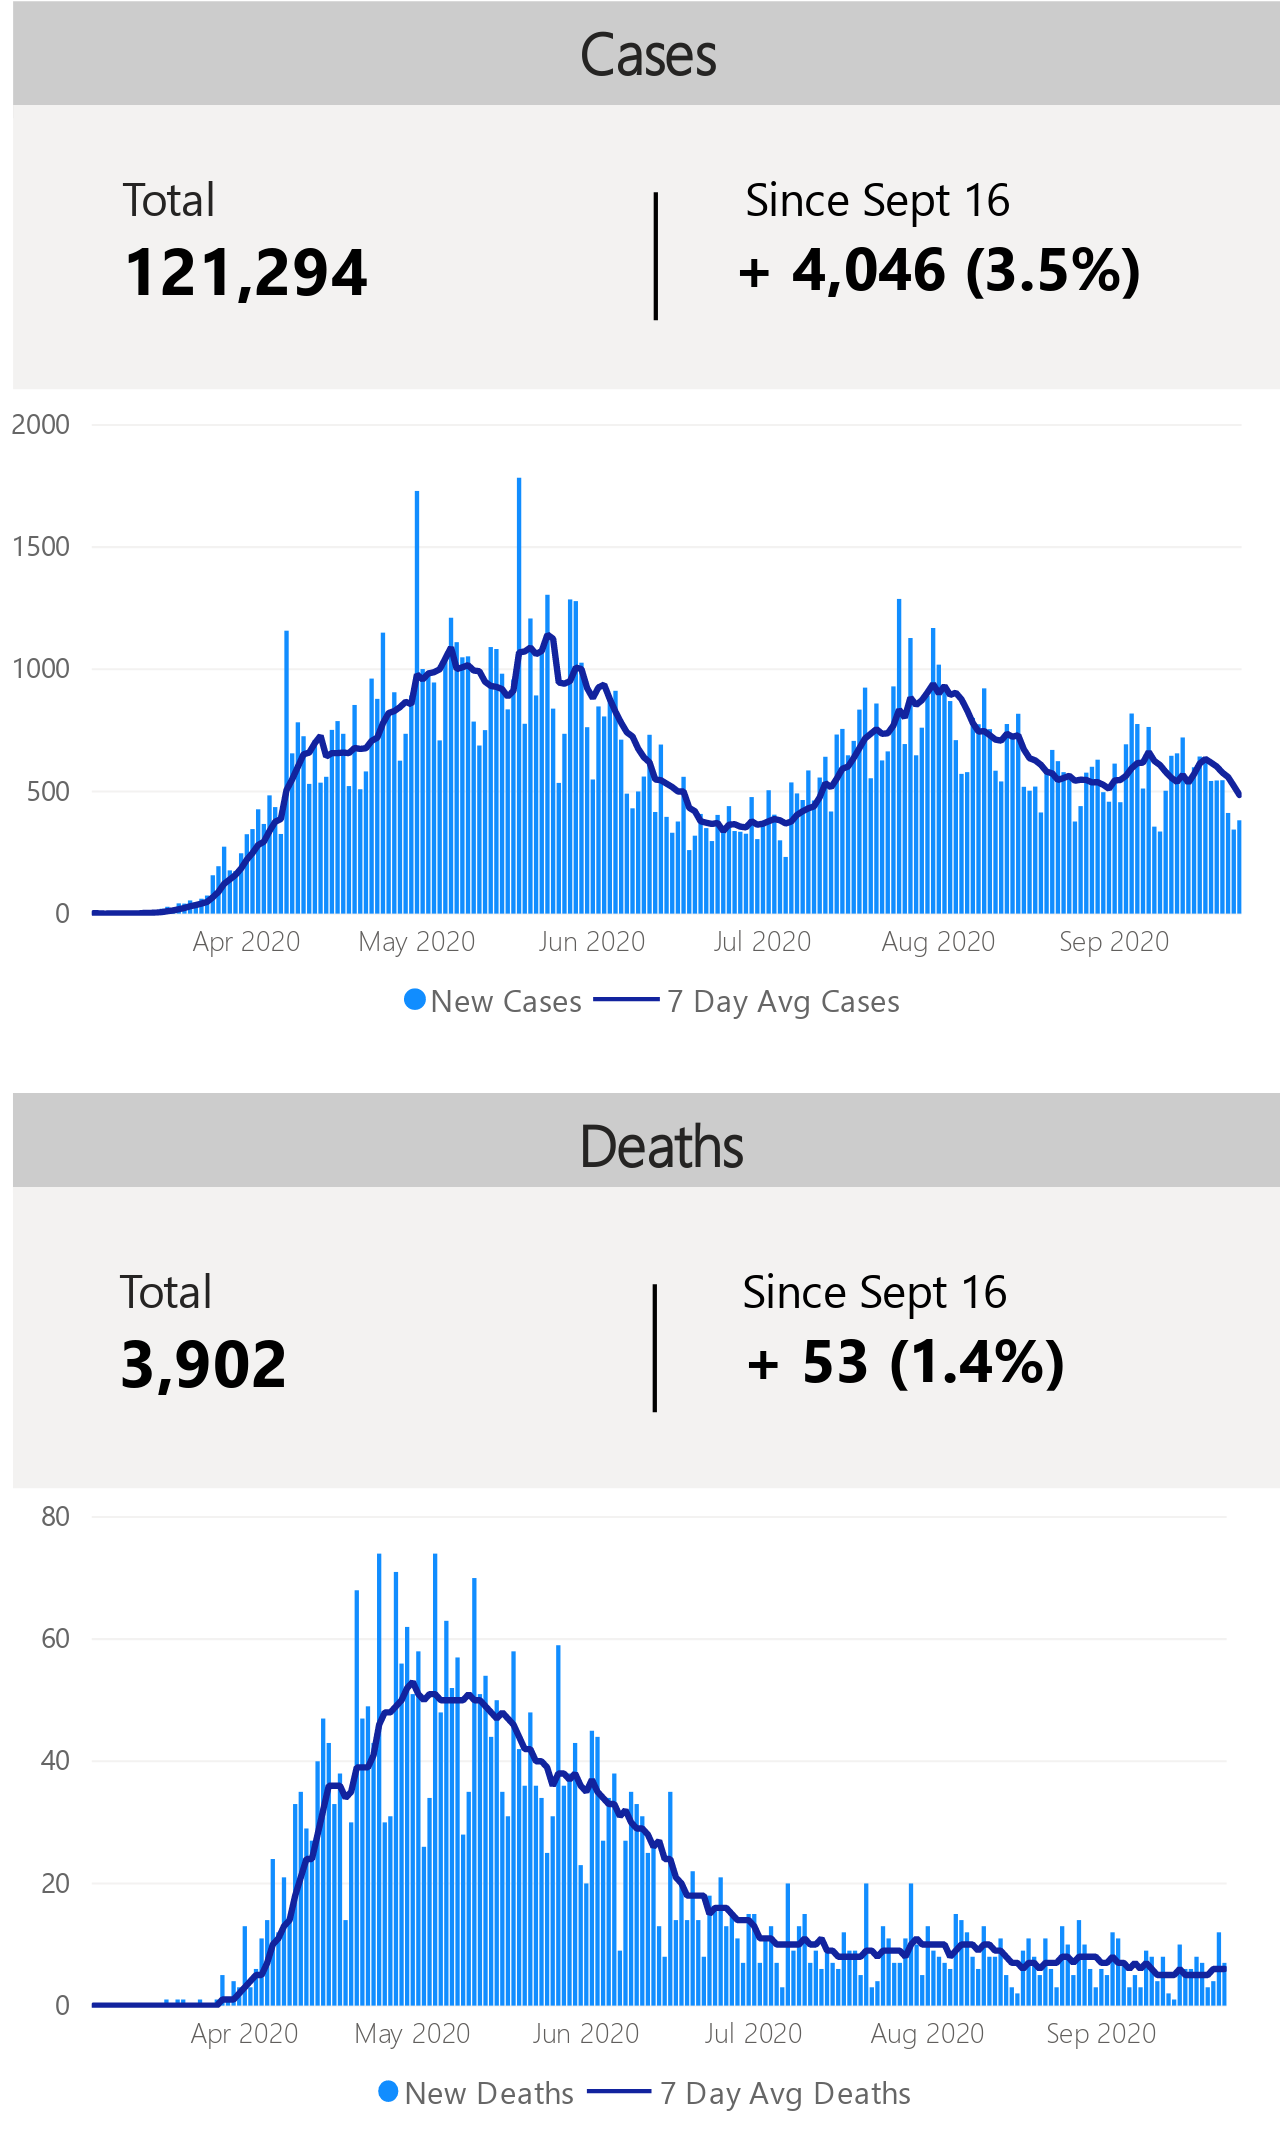 Cases
Total
Since Sept 16
121,294
+ 4,046 (3.5%)
2000
1500
1000
500
0
Apr 2020
May 2020
Jun 2020
Jul 2020
Aug 2020
Sep 2020
New Cases
7 Day Avg Cases
Deaths
Total
Since Sept 16
3,902
+ 53 (1.4%)
80
60
40
20
0
Apr 2020
May 2020
Jun 2020
Jul 2020
Aug 2020
Sep 2020
New Deaths
7 Day Avg Deaths